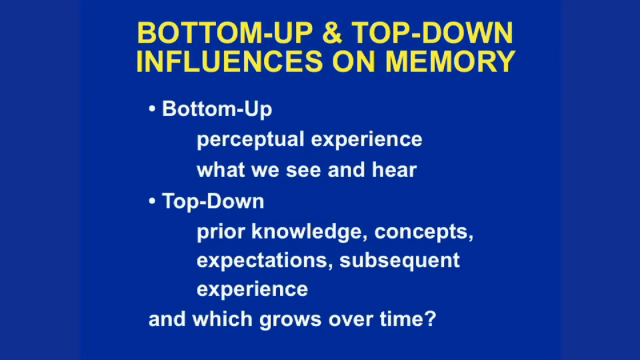 BOTTOM-UP & TOP-DOWN
INFLUENCES ON MEMORY
• Bottom-Up
perceptual experience
what we see and hear
• Top-Down
prior knowledge, concepts,
expectations, subsequent
experience
and which grows over time?